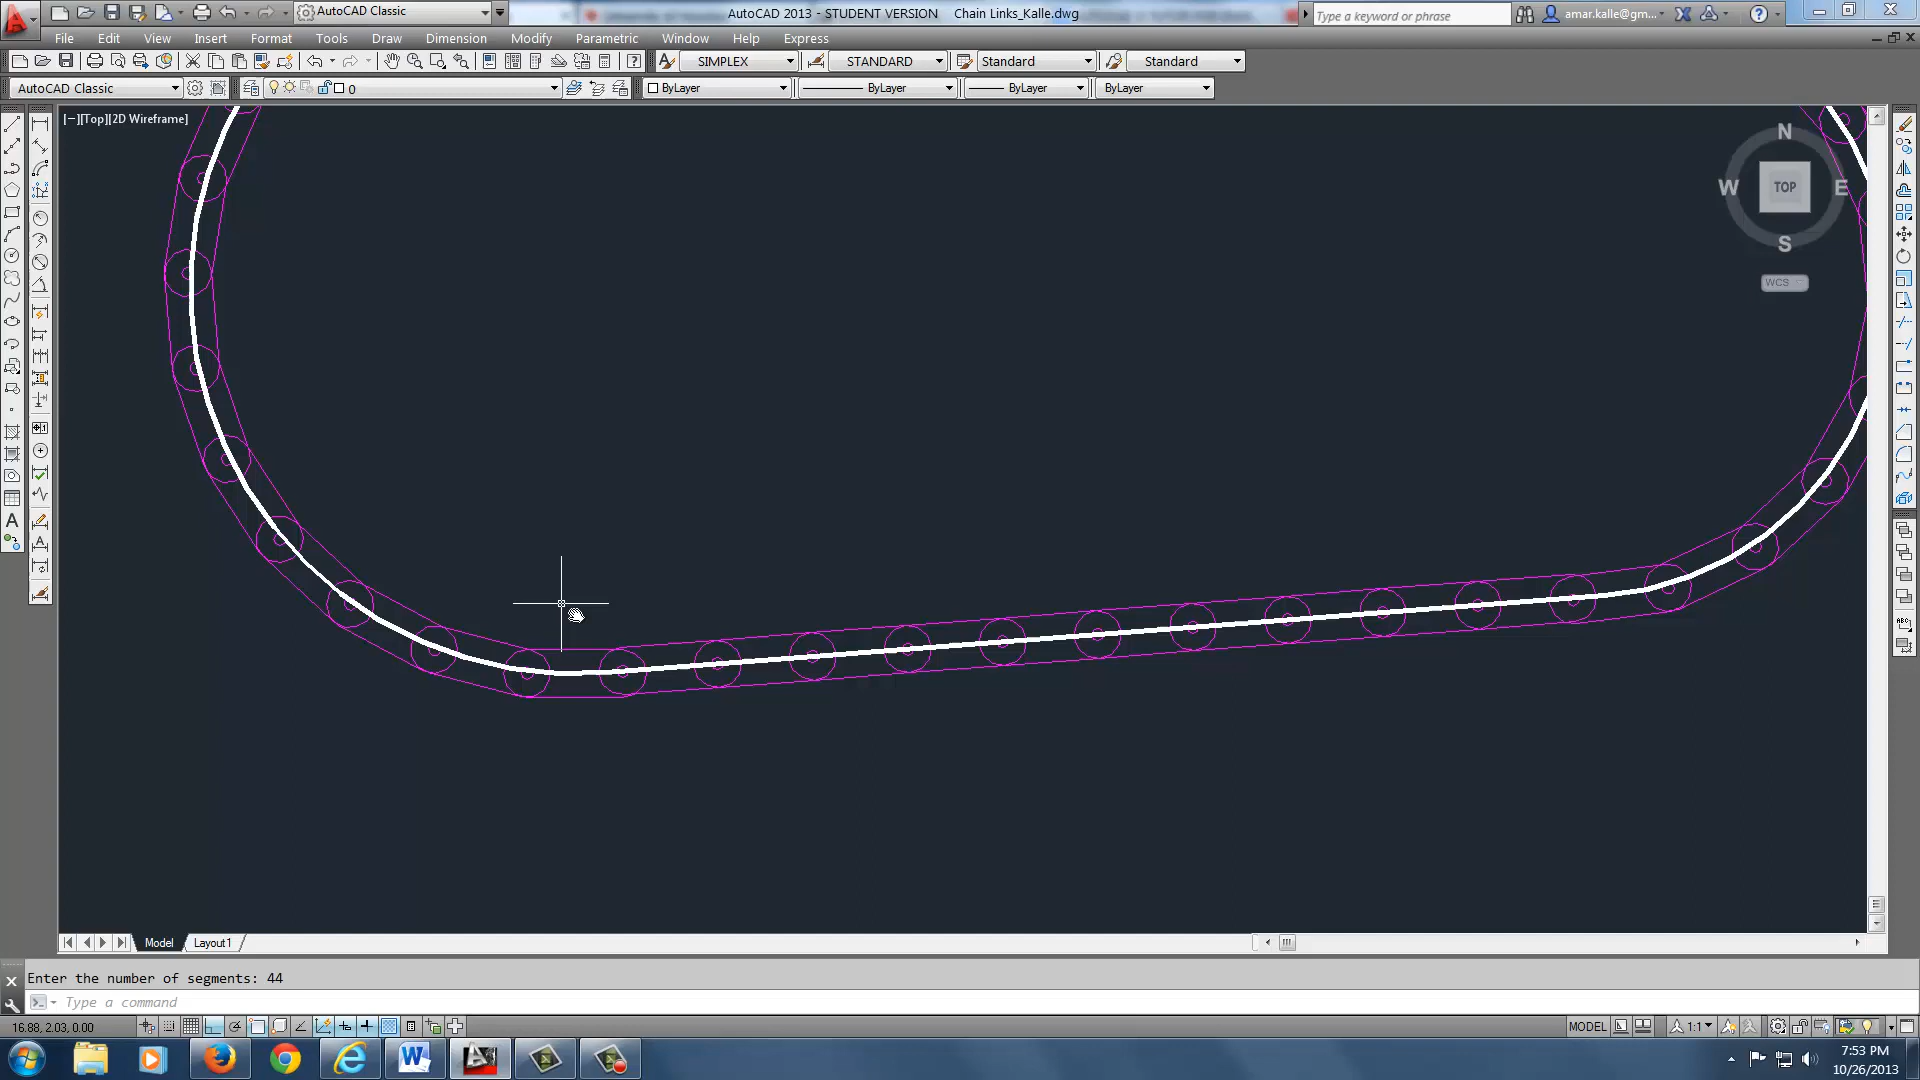 AutoCAD Classic
AutoCAD 2013 - STUDENT VERSION Chain Links_Kalle.dwg
Type a keyword or phrase
amar.kalle@gm...
File Edit View Insert Format Tools Draw Dimension Modify Parametric Window Help Express
SIMPLEX STANDARD Standard Standard
AutoCAD Classic 0 ByLayer ByLayer ByLayer ByLayer
[−][Top][2D Wireframe]
N
W TOP E
S
WCS
A
Model Layout1
Enter the number of segments: 44
Type a command
16.88, 2.03, 0.00 MODEL 1:1
7:53 PM
10/26/2013